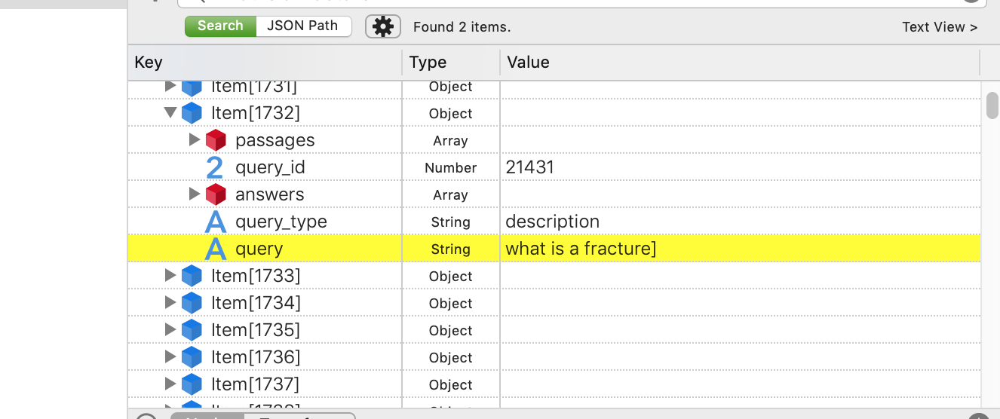 Search JSON Path Found 2 items. Text View >
Key Type Value
Item[1731] Object
Item[1732] Object
passages Array
2 query_id Number 21431
answers Array
A query_type String description
A query String what is a fracture]
Item[1733] Object
Item[1734] Object
Item[1735] Object
Item[1736] Object
Item[1737] Object